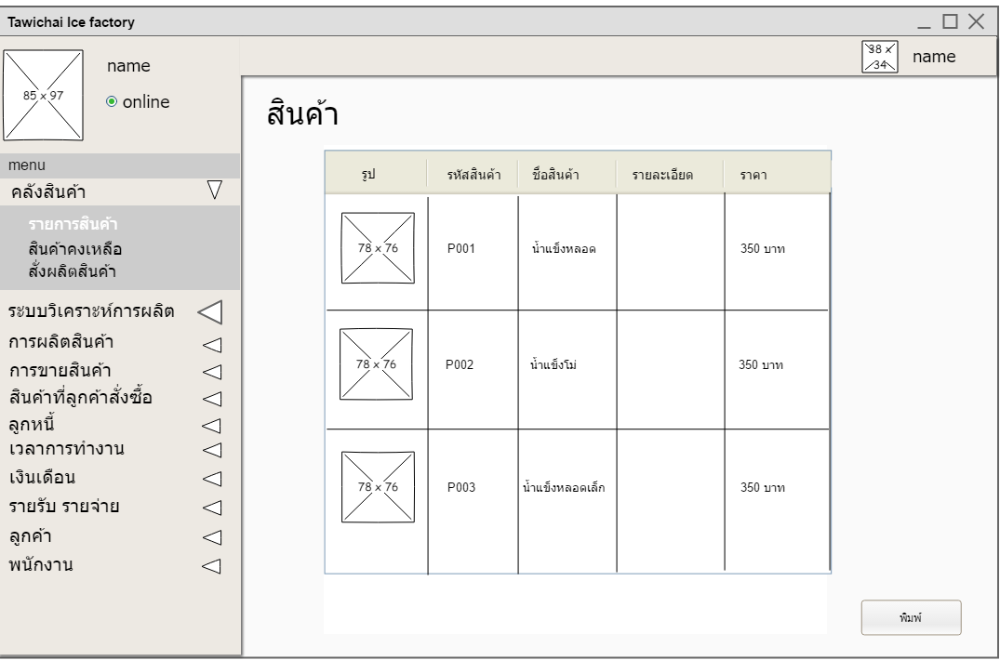 Tawichai Ice factory
85 x 97
name
online
38 x 34
name
สินค้า
menu
คลังสินค้า
รายการสินค้า
สินค้าคงเหลือ
สั่งผลิตสินค้า
ระบบวิเคราะห์การผลิต
การผลิตสินค้า
การขายสินค้า
สินค้าที่ลูกค้าสั่งซื้อ
ลูกหนี้
เวลาการทำงาน
เงินเดือน
รายรับ รายจ่าย
ลูกค้า
พนักงาน
รูป รหัสสินค้า ชื่อสินค้า รายละเอียด ราคา
78 x 76 P001 น้ำแข็งหลอด 350 บาท
78 x 76 P002 น้ำแข็งโม่ 350 บาท
78 x 76 P003 น้ำแข็งหลอดเล็ก 350 บาท
พิมพ์